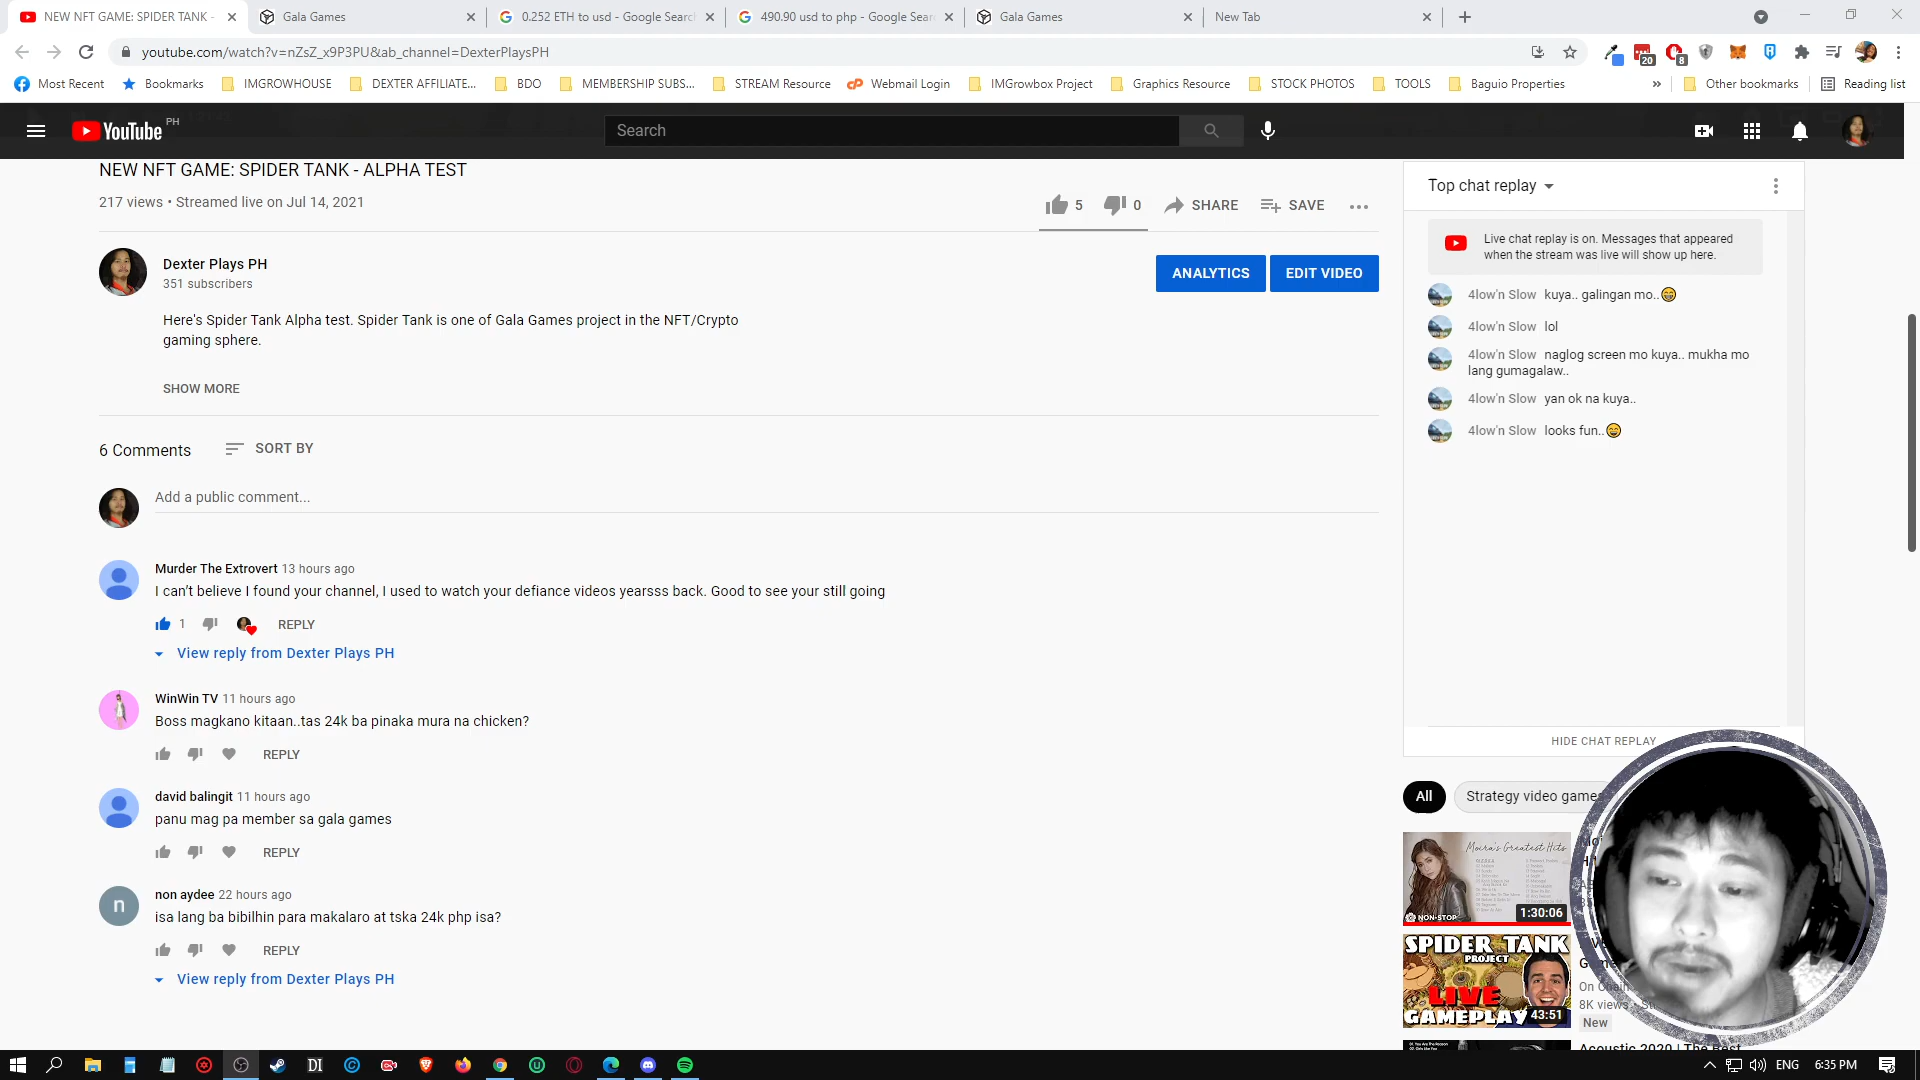 NEW NFT GAME: SPIDER TANK -
Gala Games
0.252 ETH to usd - Google Searc
490.90 usd to php - Google Sear
Gala Games
New Tab
youtube.com/watch?v=nZsZ_x9P3PU&ab_channel=DexterPlaysPH
20
8
Most Recent
Bookmarks
IMGROWHOUSE
DEXTER AFFILIATE...
BDO
MEMBERSHIP SUBS...
STREAM Resource
Webmail Login
IMGrowbox Project
Graphics Resource
STOCK PHOTOS
TOOLS
Baguio Properties
»
Other bookmarks
Reading list
YouTube PH
Search
NEW NFT GAME: SPIDER TANK - ALPHA TEST
217 views • Streamed live on Jul 14, 2021
5
0
SHARE
SAVE
Dexter Plays PH
351 subscribers
ANALYTICS
EDIT VIDEO
Here's Spider Tank Alpha test. Spider Tank is one of Gala Games project in the NFT/Crypto
gaming sphere.
SHOW MORE
6 Comments
SORT BY
Add a public comment...
Murder The Extrovert 13 hours ago
I can't believe I found your channel, I used to watch your defiance videos yearsss back. Good to see your still going
1
REPLY
View reply from Dexter Plays PH
WinWin TV 11 hours ago
Boss magkano kitaan..tas 24k ba pinaka mura na chicken?
REPLY
david balingit 11 hours ago
panu mag pa member sa gala games
REPLY
n
non aydee 22 hours ago
isa lang ba bibilhin para makalaro at tska 24k php isa?
REPLY
View reply from Dexter Plays PH
Top chat replay
Live chat replay is on. Messages that appeared
when the stream was live will show up here.
4low'n Slow kuya.. galingan mo..😁
4low'n Slow lol
4low'n Slow naglog screen mo kuya.. mukha mo
lang gumagalaw..
4low'n Slow yan ok na kuya..
4low'n Slow looks fun..😄
HIDE CHAT REPLAY
All
Strategy video games
Moira's Greatest Hits
NON-STOP
1:30:06
SPIDER TANK
PROJECT
LIVE
GAMEPLAY
43:51
On Chain
8K views
New
Acoustic 2020 | The Best
DI
ENG
6:35 PM